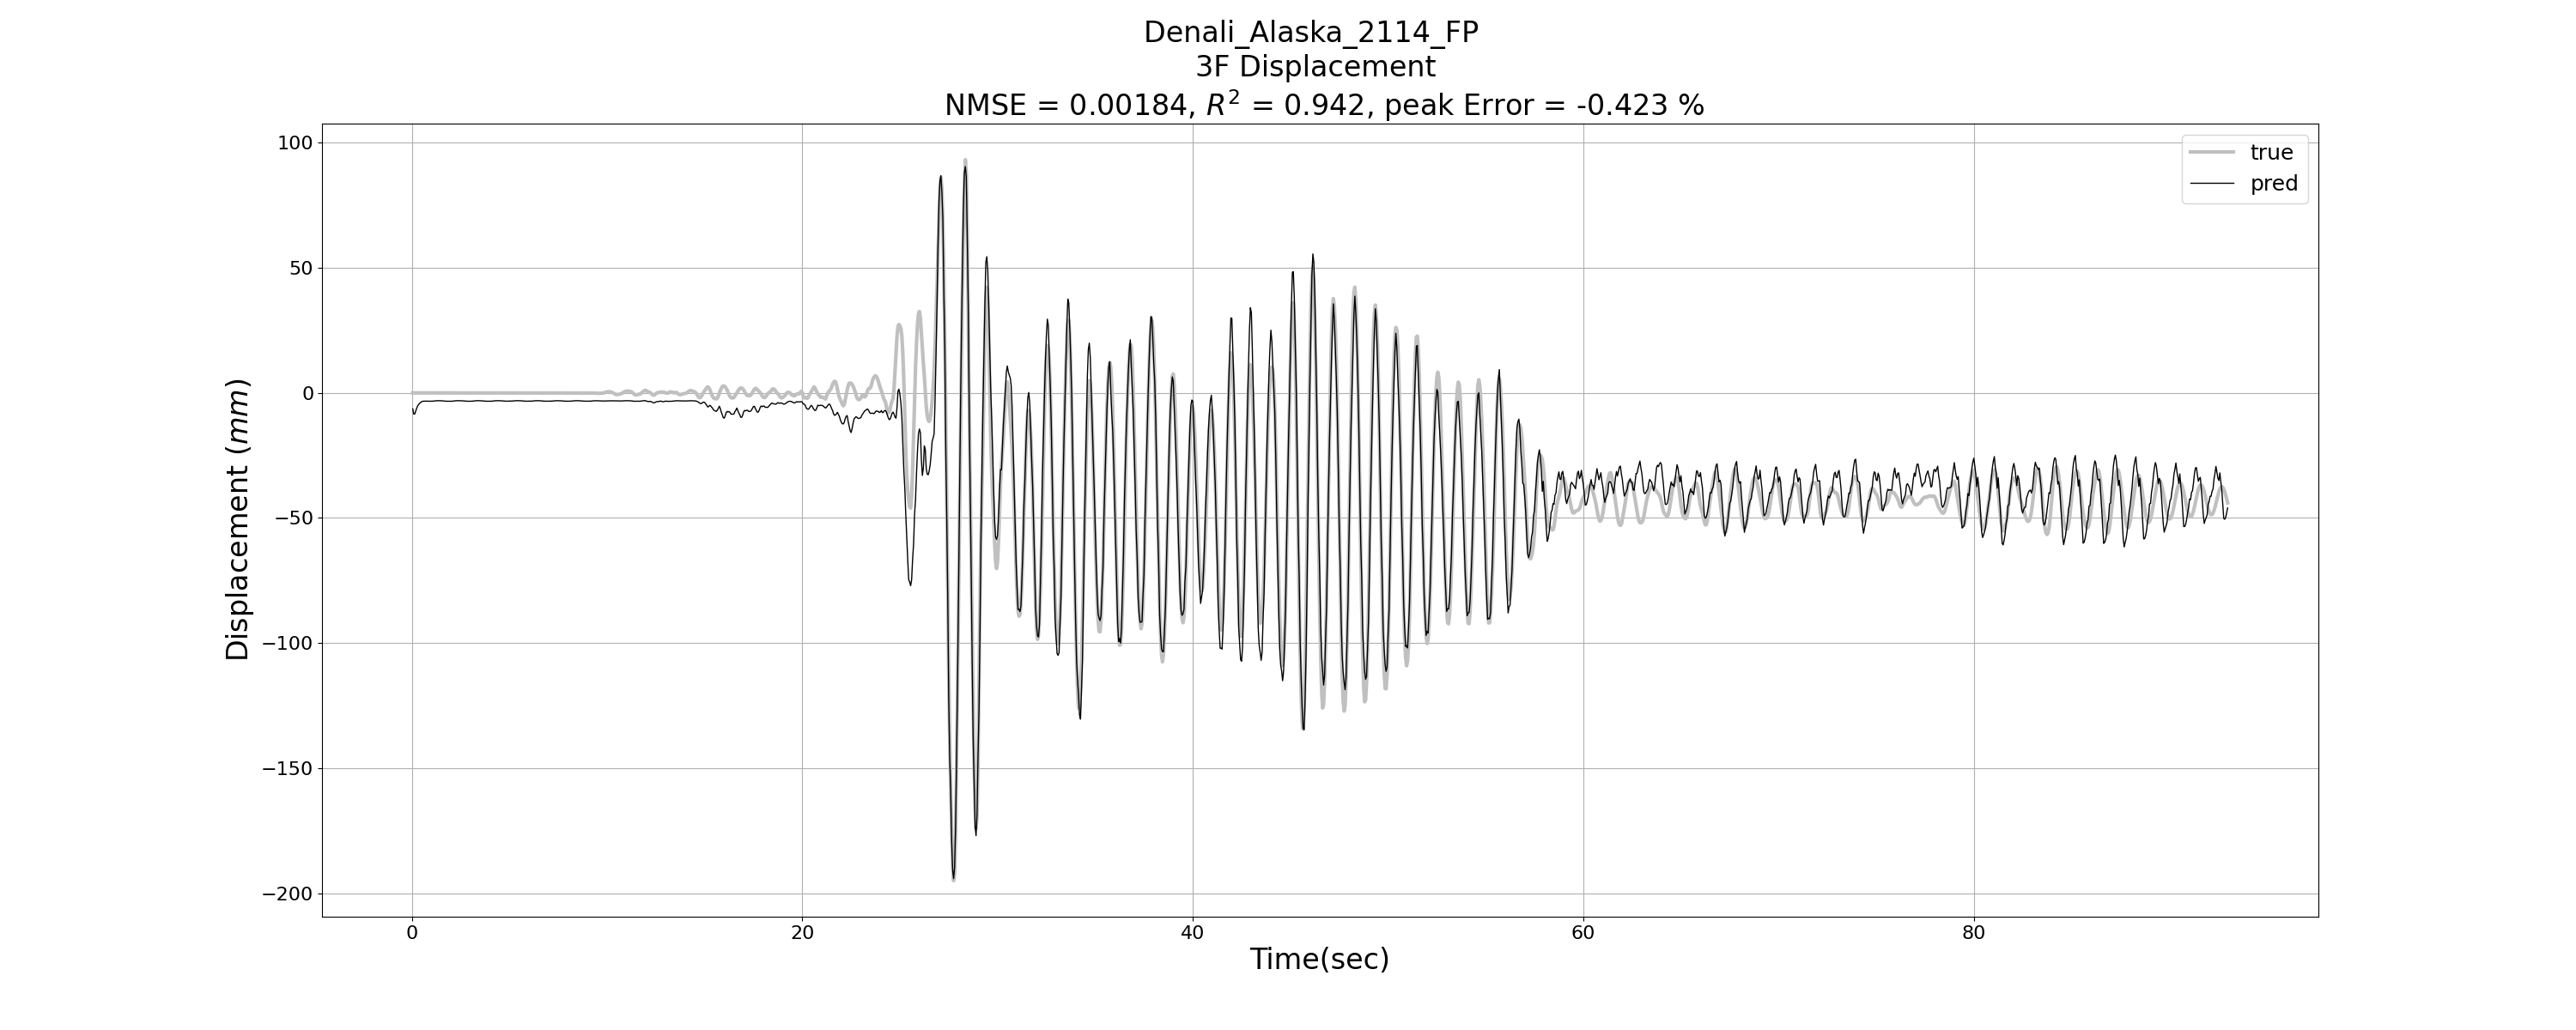 Denali_Alaska_2114_FP
3F Displacement
NMSE = 0.00184, R² = 0.942, peak Error = -0.423 %
true
pred
100
50
0
−50
−100
−150
−200
Displacement (mm)
0
20
40
60
80
Time(sec)